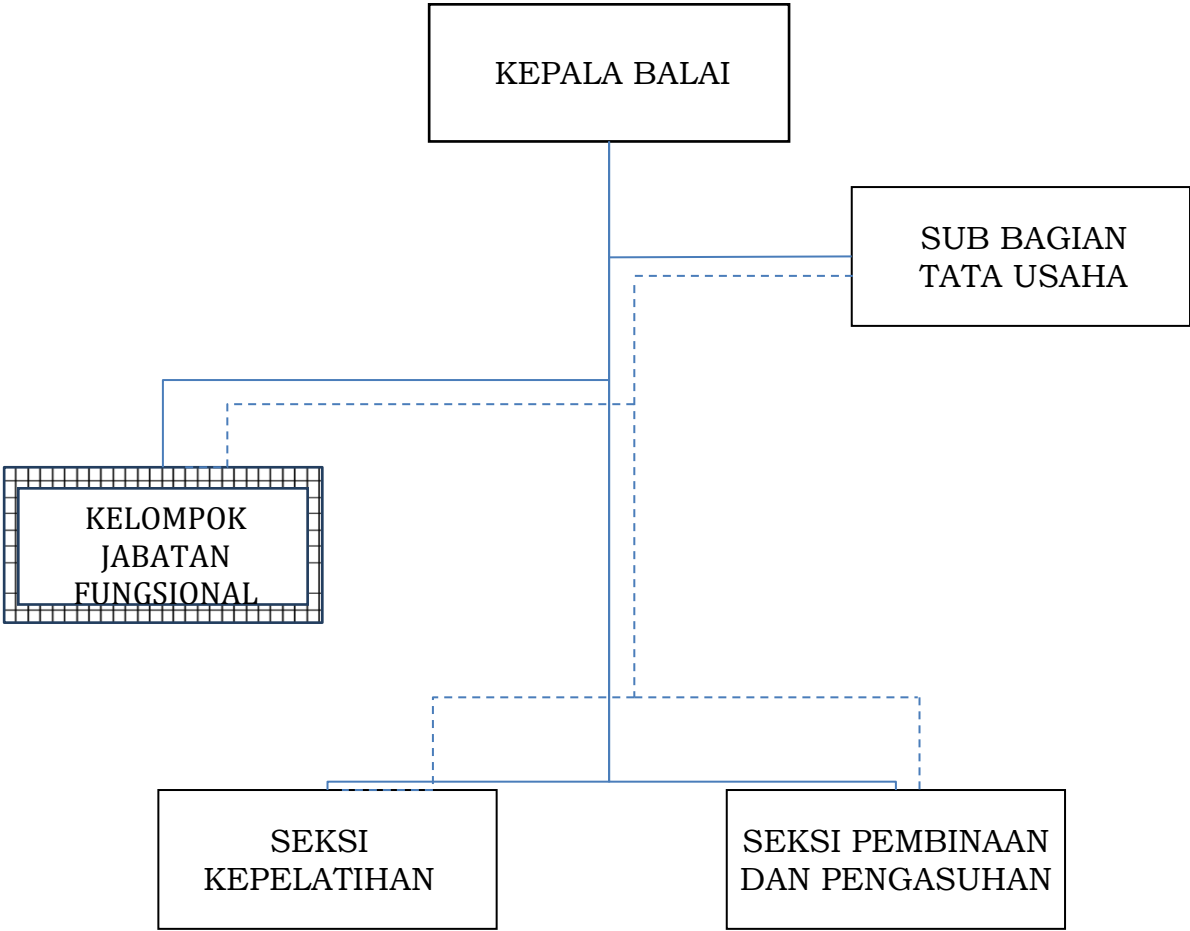 KEPALA BALAI
SUB BAGIAN
TATA USAHA
KELOMPOK
JABATAN
FUNGSIONAL
SEKSI
KEPELATIHAN
SEKSI PEMBINAAN
DAN PENGASUHAN